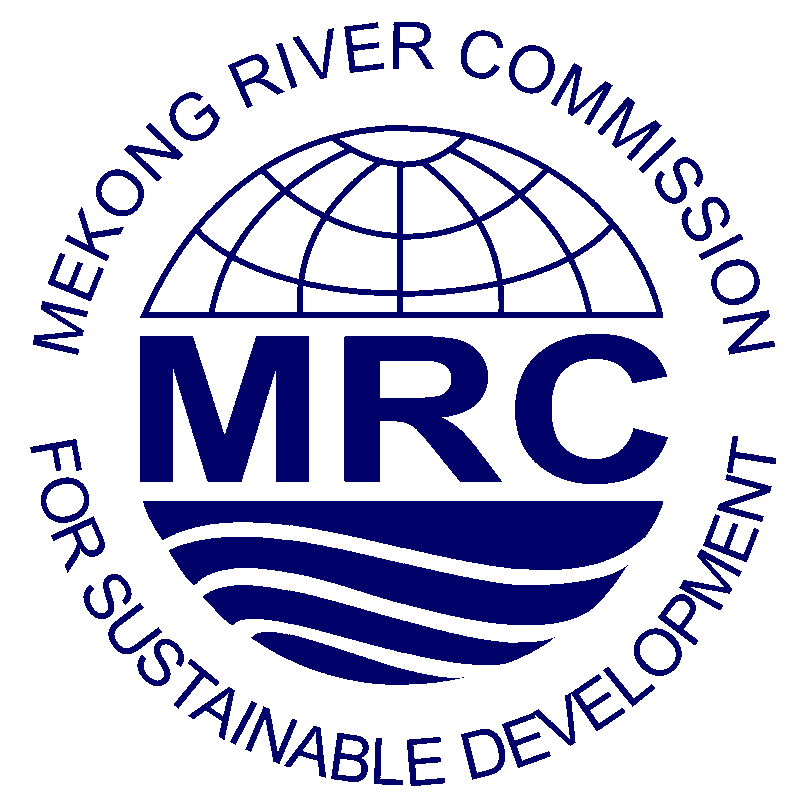 MEKONG RIVER COMMISSION
MRC
FOR SUSTAINABLE DEVELOPMENT